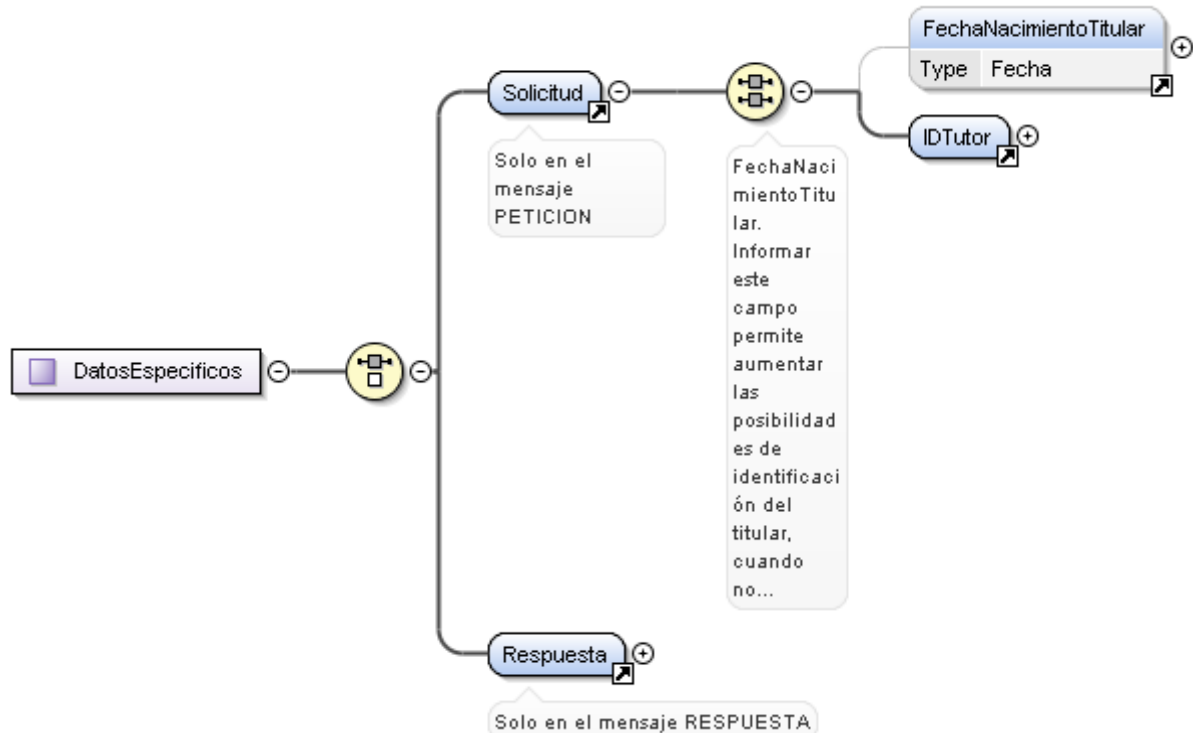 FechaNacimientoTitular
Type Fecha
Solicitud
IDTutor
Solo en el
mensaje
PETICION
FechaNaci
mientoTitu
lar.
Informar
este
campo
permite
aumentar
las
posibilidad
es de
identificaci
ón del
titular,
cuando
no...
DatosEspecificos
Respuesta
Solo en el mensaje RESPUESTA